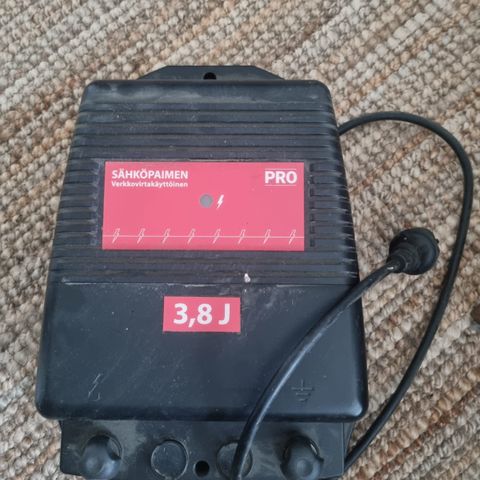 SÄHKÖPAIMEN
Verkkovirtakäyttöinen
PRO
3,8 J